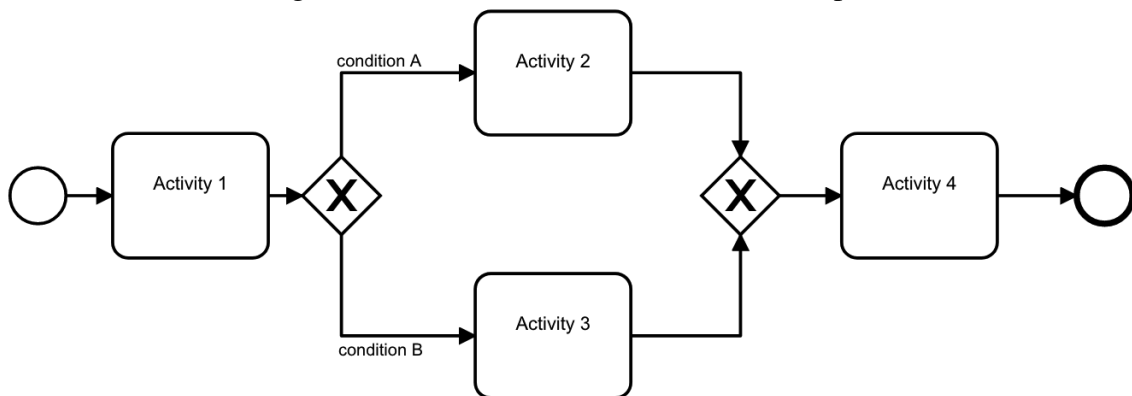 condition A
Activity 2
Activity 1
X
X
Activity 4
Activity 3
condition B